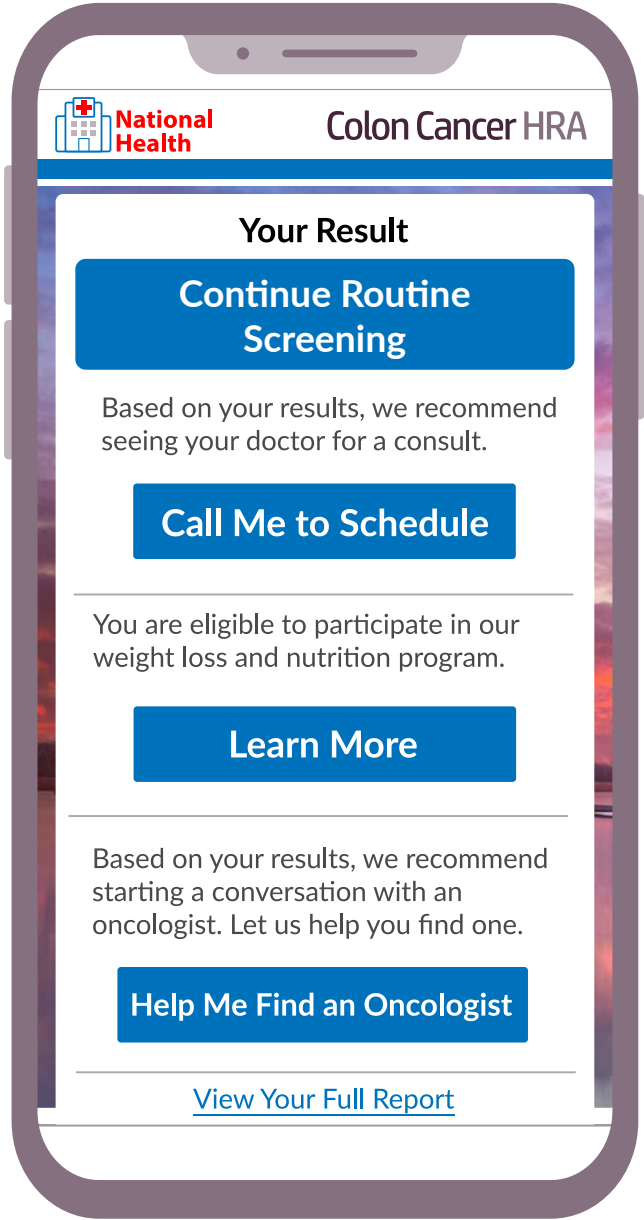 National
Health
Colon Cancer HRA
Your Result
Continue Routine
Screening
Based on your results, we recommend
seeing your doctor for a consult.
Call Me to Schedule
You are eligible to participate in our
weight loss and nutrition program.
Learn More
Based on your results, we recommend
starting a conversation with an
oncologist. Let us help you find one.
Help Me Find an Oncologist
View Your Full Report